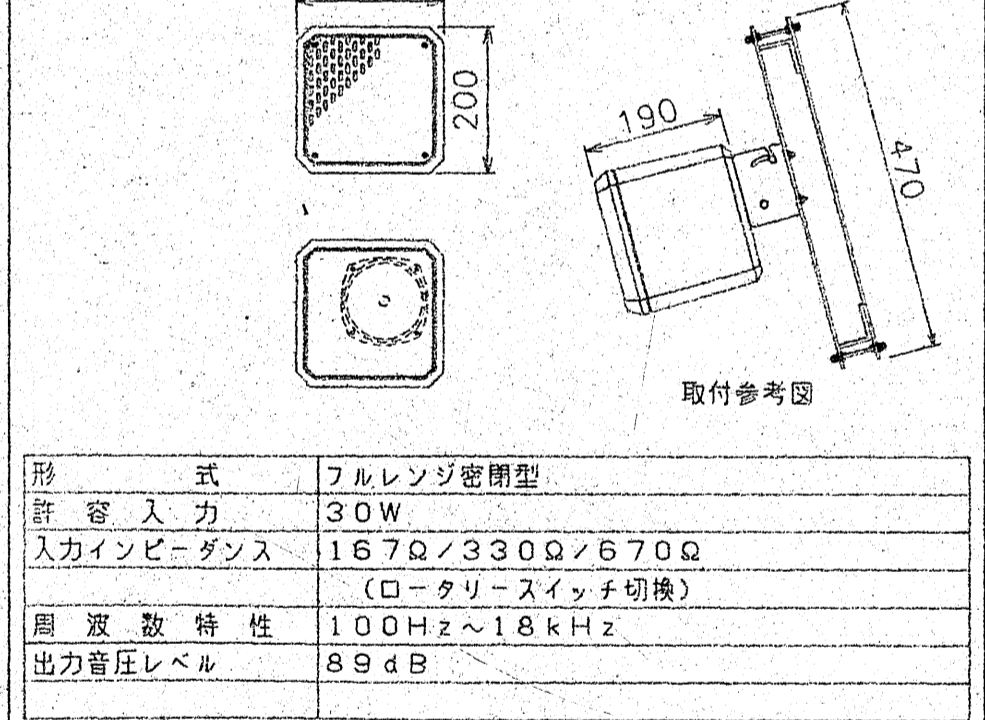 200
190
470
取付参考図
形式 フルレンジ密閉型
許容入力 30W
入力インピーダンス 167Ω/330Ω/670Ω
(ロータリースイッチ切換)
周波数特性 100Hz~18kHz
出力音圧レベル 89dB